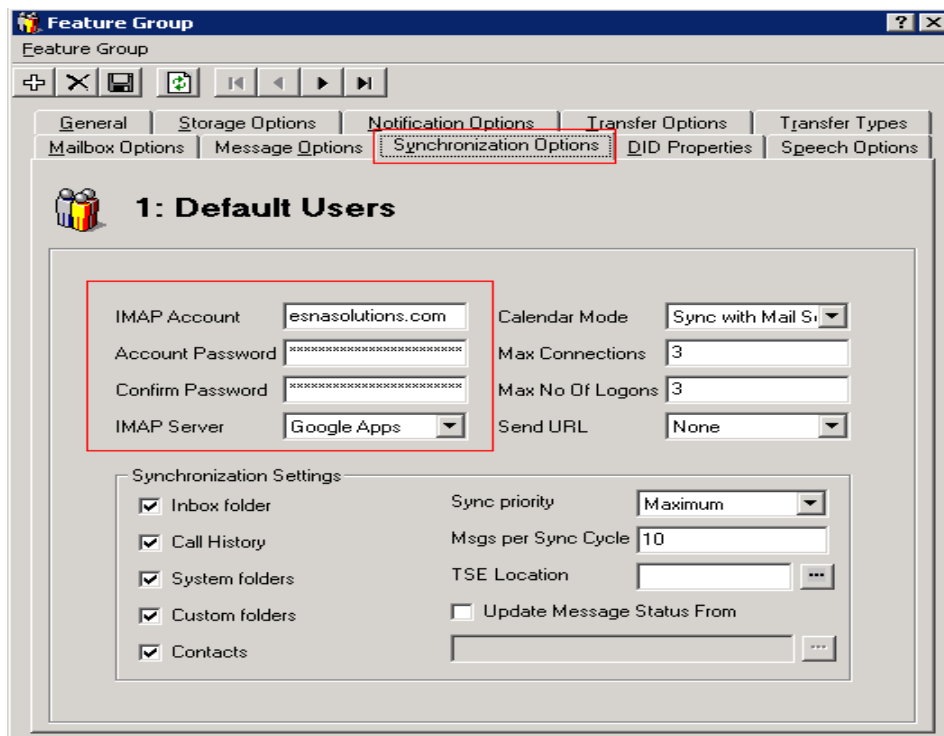 Feature Group
Feature Group
General Storage Options Notification Options Transfer Options Transfer Types
Mailbox Options Message Options Synchronization Options DID Properties Speech Options
1: Default Users
IMAP Account esnasolutions.com Calendar Mode Sync with Mail
Account Password ************************ Max Connections 3
Confirm Password ************************ Max No Of Logons 3
IMAP Server Google Apps Send URL None
Synchronization Settings
Inbox folder Sync priority Maximum
Call History Msgs per Sync Cycle 10
System folders TSE Location ...
Custom folders Update Message Status From
Contacts ...